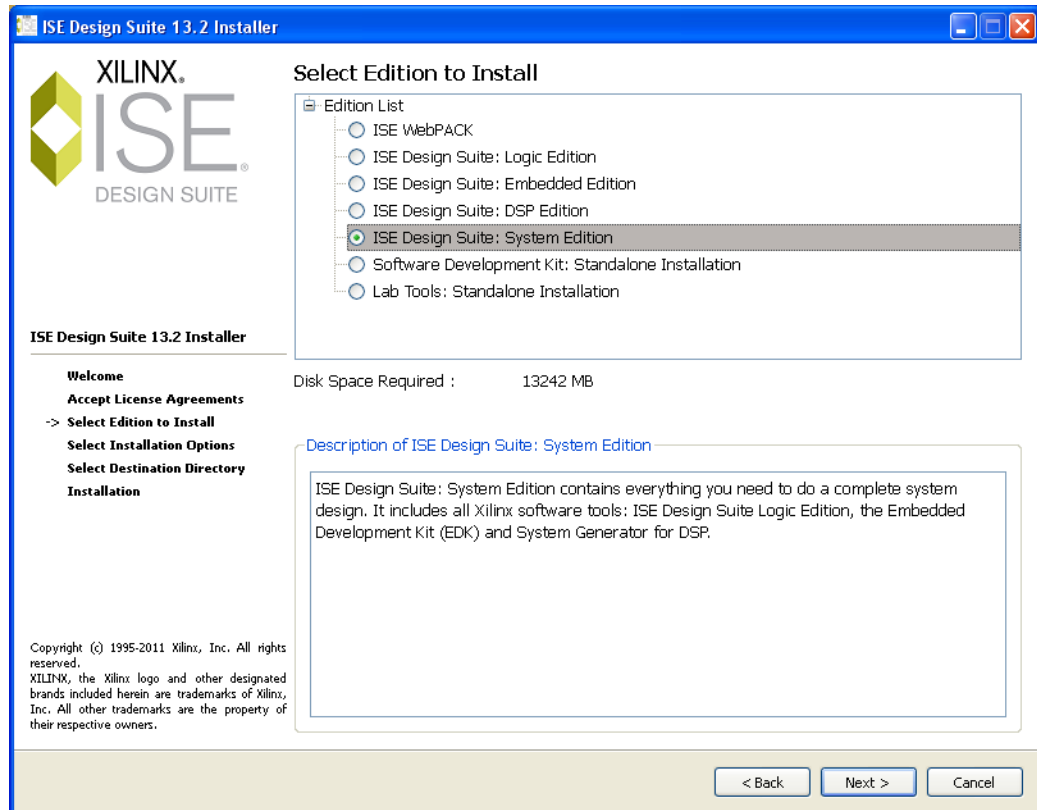 ISE Design Suite 13.2 Installer
XILINX®
ISE®
DESIGN SUITE
ISE Design Suite 13.2 Installer
Welcome
Accept License Agreements
-> Select Edition to Install
Select Installation Options
Select Destination Directory
Installation
Copyright (c) 1995-2011 Xilinx, Inc. All rights
reserved.
XILINX, the Xilinx logo and other designated
brands included herein are trademarks of Xilinx,
Inc. All other trademarks are the property of
their respective owners.
Select Edition to Install
Edition List
ISE WebPACK
ISE Design Suite: Logic Edition
ISE Design Suite: Embedded Edition
ISE Design Suite: DSP Edition
ISE Design Suite: System Edition
Software Development Kit: Standalone Installation
Lab Tools: Standalone Installation
Disk Space Required : 13242 MB
Description of ISE Design Suite: System Edition
ISE Design Suite: System Edition contains everything you need to do a complete system
design. It includes all Xilinx software tools: ISE Design Suite Logic Edition, the Embedded
Development Kit (EDK) and System Generator for DSP.
< Back Next > Cancel